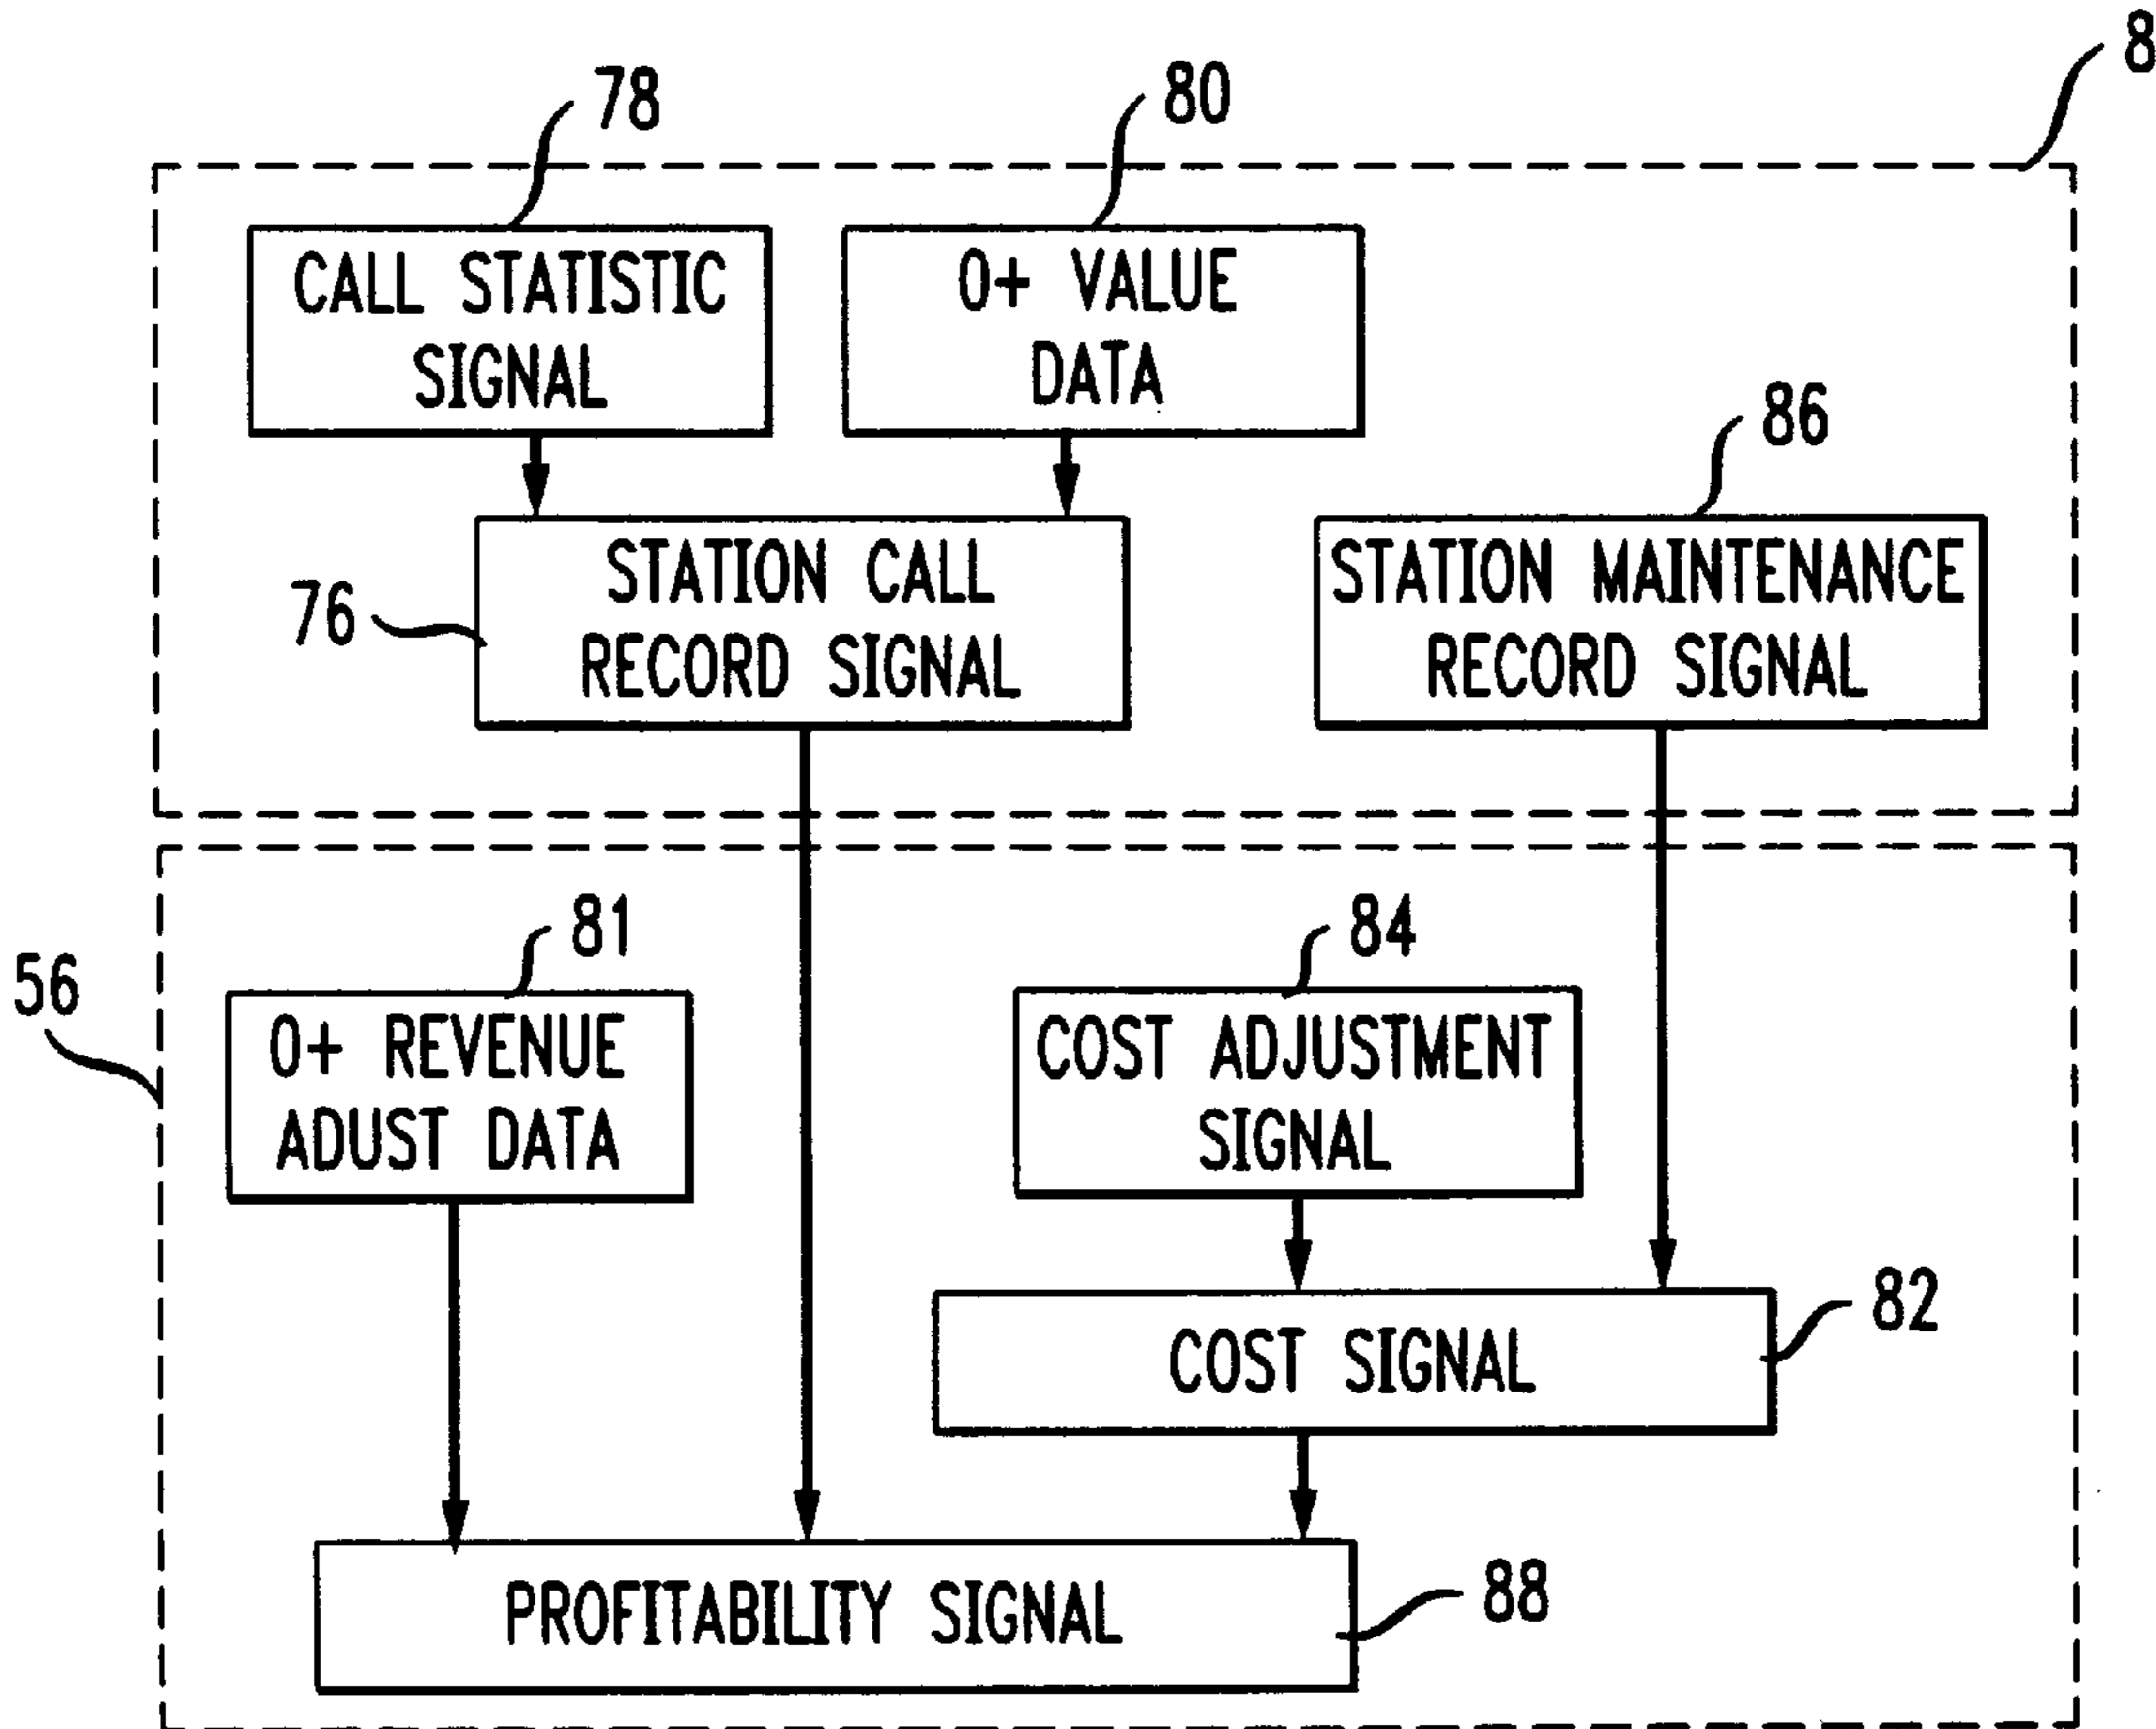 8
78
80
CALL STATISTIC
SIGNAL
0+ VALUE
DATA
86
STATION CALL
RECORD SIGNAL
76
STATION MAINTENANCE
RECORD SIGNAL
56
81
0+ REVENUE
ADUST DATA
84
COST ADJUSTMENT
SIGNAL
82
COST SIGNAL
PROFITABILITY SIGNAL
88